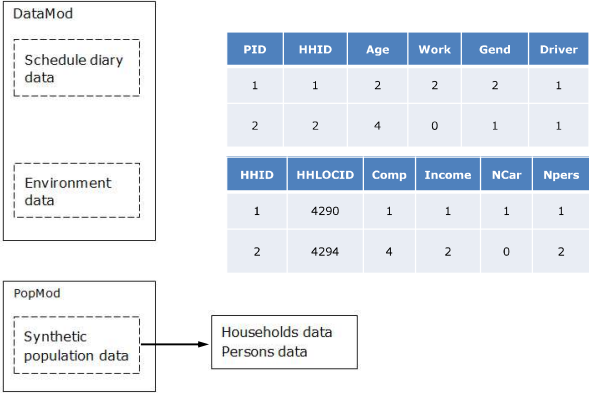 DataMod
Schedule diary
data
Environment
data
PID HHID Age Work Gend Driver
1 1 2 2 2 1
2 2 4 0 1 1
HHID HHLOCID Comp Income NCar Npers
1 4290 1 1 1 1
2 4294 4 2 0 2
PopMod
Synthetic
population data
Households data
Persons data